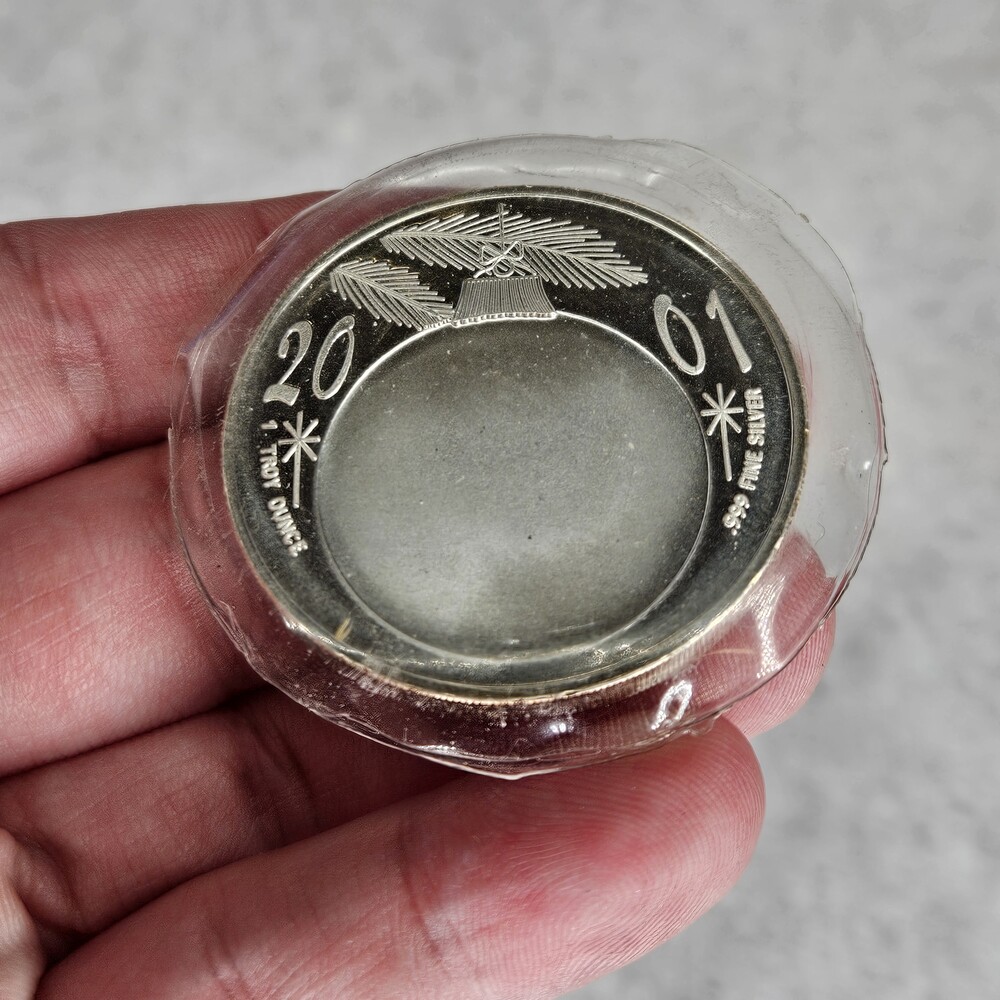 20 01
1 TROY OUNCE
.999 FINE SILVER